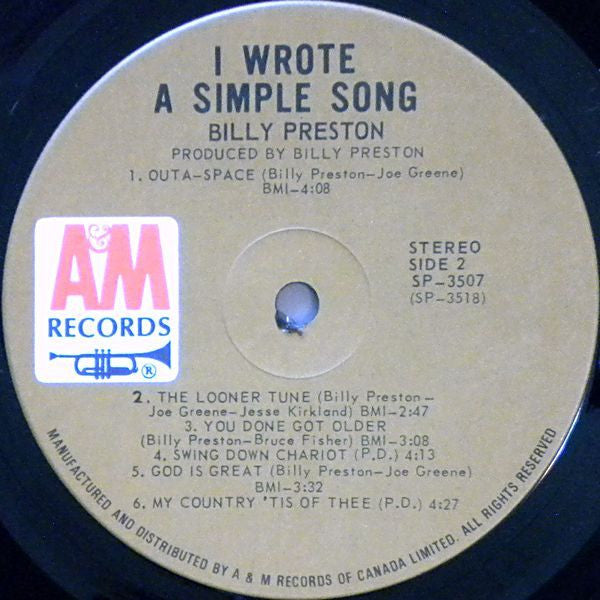 I WROTE
A SIMPLE SONG
BILLY PRESTON
PRODUCED BY BILLY PRESTON
1. OUTA-SPACE (Billy Preston-Joe Greene)
BMI-4:08
A&M
RECORDS
®
STEREO
SIDE 2
SP-3507
(SP-3518)
2. THE LOONER TUNE (Billy Preston-
Joe Greene-Jesse Kirkland) BMI-2:47
3. YOU DONE GOT OLDER
(Billy Preston-Bruce Fisher) BMI-3:08
4. SWING DOWN CHARIOT (P.D.) 4:13
5. GOD IS GREAT (Billy Preston-Joe Greene)
BMI-3:32
6. MY COUNTRY 'TIS OF THEE (P.D.) 4:27
MANUFACTURED AND DISTRIBUTED BY A & M RECORDS OF CANADA LIMITED. ALL RIGHTS RESERVED